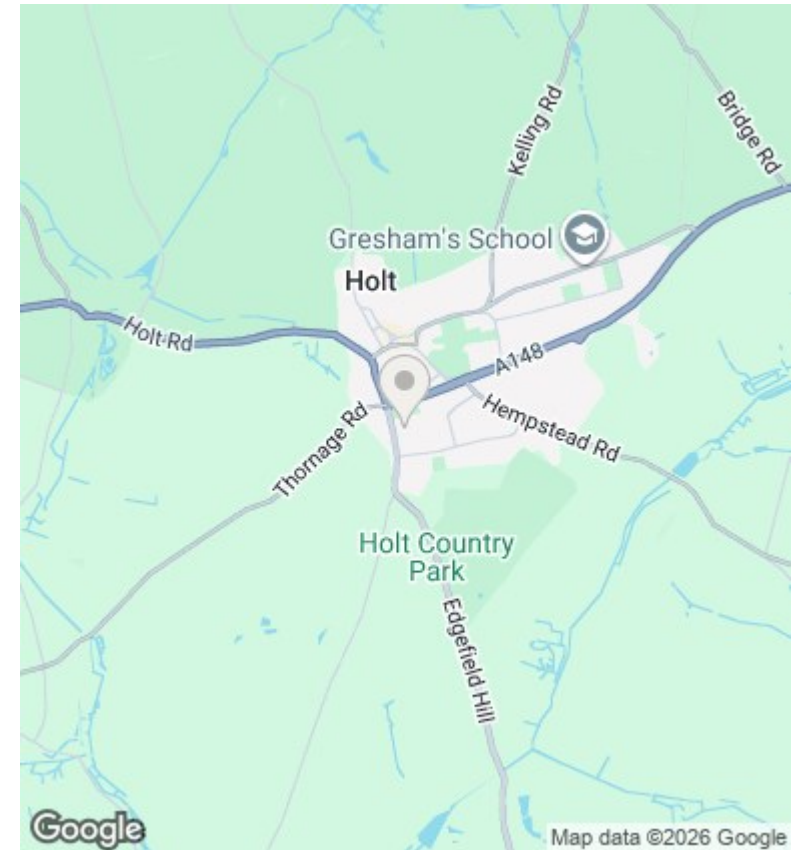 Kelling Rd
Bridge Rd
Gresham's School
Holt
Holt Rd
A148
Thornage Rd
Hempstead Rd
Holt Country
Park
Edgefield Hill
Google
Map data ©2026 Google